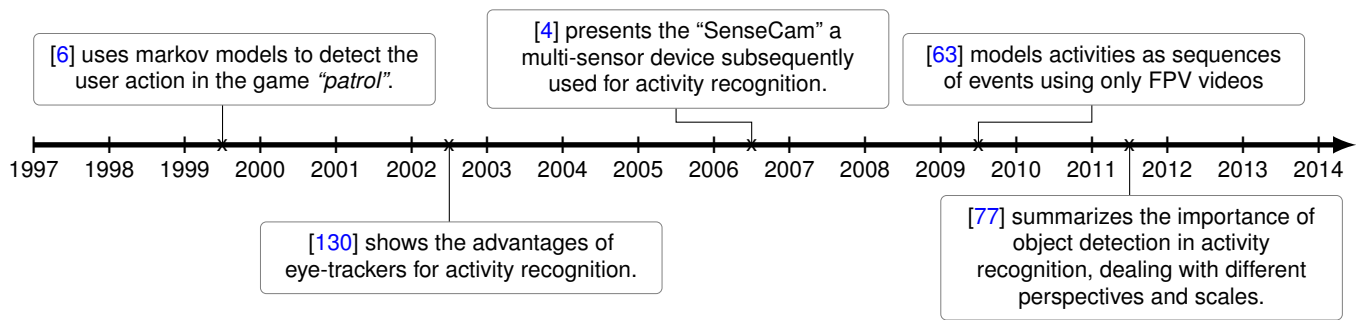 [6] uses markov models to detect the
user action in the game "patrol".
[4] presents the “SenseCam” a
multi-sensor device subsequently
used for activity recognition.
[63] models activities as sequences
of events using only FPV videos
1997 1998 1999 2000 2001 2002 2003 2004 2005 2006 2007 2008 2009 2010 2011 2012 2013 2014
[130] shows the advantages of
eye-trackers for activity recognition.
[77] summarizes the importance of
object detection in activity
recognition, dealing with different
perspectives and scales.